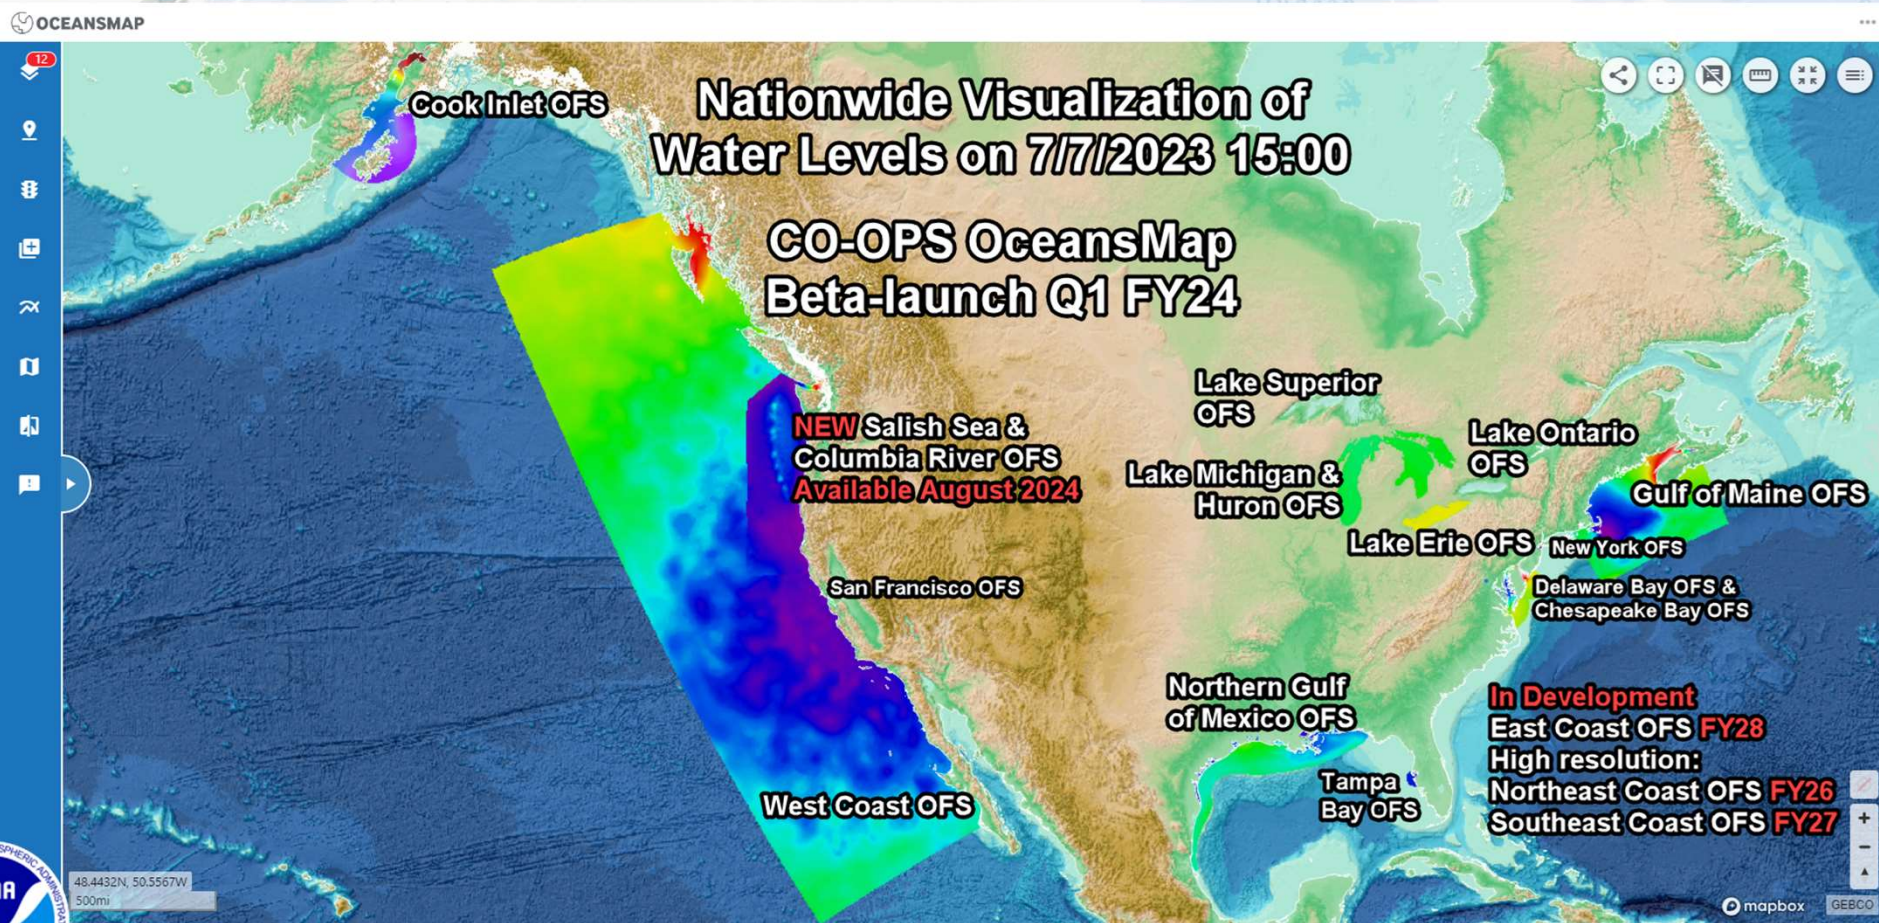 OCEANSMAP
12
Cook Inlet OFS
Nationwide Visualization of
Water Levels on 7/7/2023 15:00
CO-OPS OceansMap
Beta-launch Q1 FY24
NEW Salish Sea &
Columbia River OFS
Available August 2024
San Francisco OFS
West Coast OFS
Lake Superior
OFS
Lake Michigan &
Huron OFS
Lake Ontario
OFS
Lake Erie OFS
Gulf of Maine OFS
New York OFS
Delaware Bay OFS &
Chesapeake Bay OFS
Northern Gulf
of Mexico OFS
Tampa
Bay OFS
In Development
East Coast OFS FY28
High resolution:
Northeast Coast OFS FY26
Southeast Coast OFS FY27
48.4432N, 50.5567W
500mi
mapbox
GEBCO